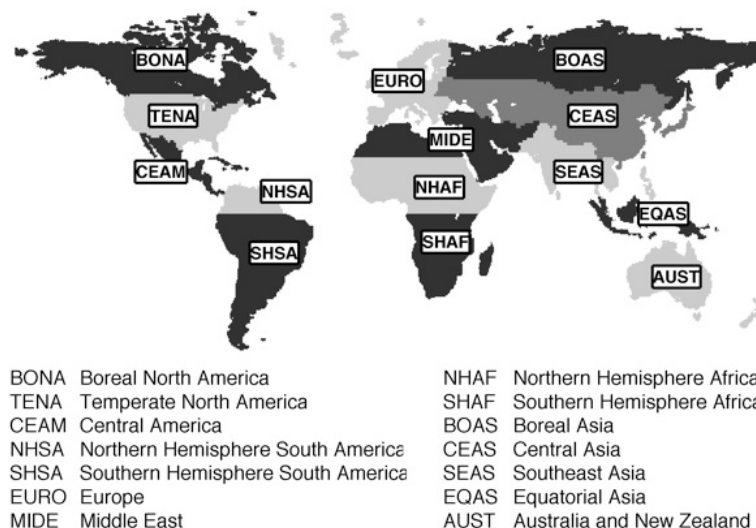 BONA
BOAS
EURO
TENA
CEAS
MIDE
CEAM
SEAS
NHSA
NHAF
EQAS
SHSA
SHAF
AUST
BONA Boreal North America
TENA Temperate North America
CEAM Central America
NHSA Northern Hemisphere South America
SHSA Southern Hemisphere South America
EURO Europe
MIDE Middle East
NHAF Northern Hemisphere Africa
SHAF Southern Hemisphere Africa
BOAS Boreal Asia
CEAS Central Asia
SEAS Southeast Asia
EQAS Equatorial Asia
AUST Australia and New Zealand